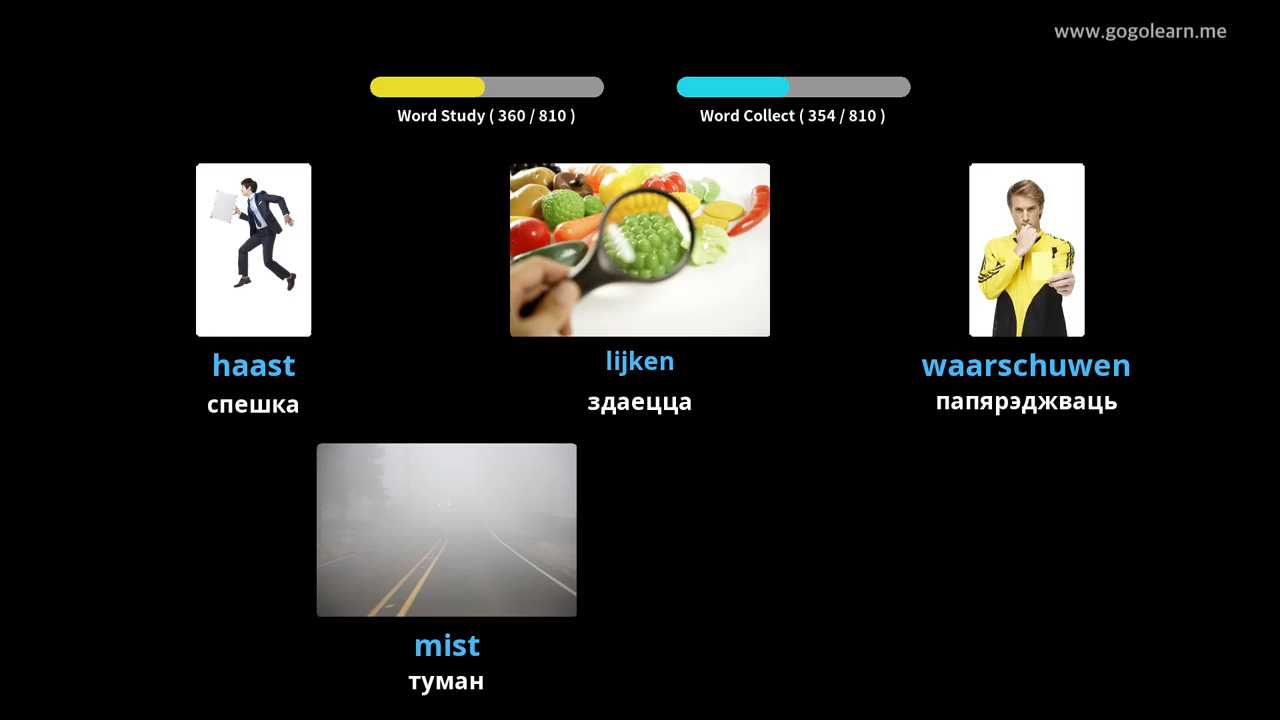 www.gogolearn.me
Word Study ( 360 / 810 )
Word Collect ( 354 / 810 )
haast
спешка
lijken
здаецца
waarschuwen
папярэджваць
mist
туман